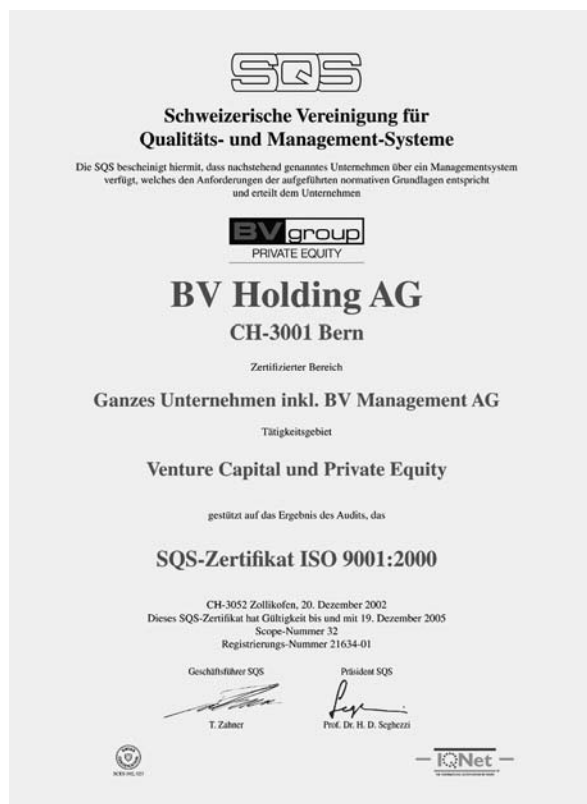 SQS
Schweizerische Vereinigung für
Qualitäts- und Management-Systeme
Die SQS bescheinigt hiermit, dass nachstehend genanntes Unternehmen über ein Managementsystem
verfügt, welches den Anforderungen der aufgeführten normativen Grundlagen entspricht
und erteilt dem Unternehmen
BV group
PRIVATE EQUITY
BV Holding AG
CH-3001 Bern
Zertifizierter Bereich
Ganzes Unternehmen inkl. BV Management AG
Tätigkeitsgebiet
Venture Capital und Private Equity
gestützt auf das Ergebnis des Audits, das
SQS-Zertifikat ISO 9001:2000
CH-3052 Zollikofen, 20. Dezember 2002
Dieses SQS-Zertifikat hat Gültigkeit bis und mit 19. Dezember 2005
Scope-Nummer 32
Registrierungs-Nummer 21634-01
Geschäftsführer SQS Präsident SQS
T. Zahner Prof. Dr. H. D. Seghezzi
IQNet